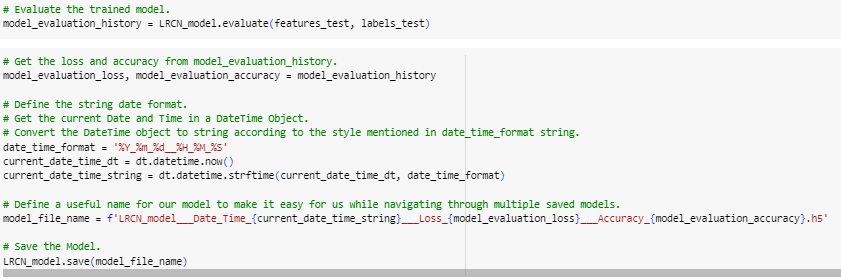 # Evaluate the trained model.
model_evaluation_history = LRCN_model.evaluate(features_test, labels_test)
# Get the loss and accuracy from model_evaluation_history.
model_evaluation_loss, model_evaluation_accuracy = model_evaluation_history
# Define the string date format.
# Get the current Date and Time in a DateTime Object.
# Convert the DateTime object to string according to the style mentioned in date_time_format string.
date_time_format = '%Y_%m_%d__%H_%M_%S'
current_date_time_dt = dt.datetime.now()
current_date_time_string = dt.datetime.strftime(current_date_time_dt, date_time_format)
# Define a useful name for our model to make it easy for us while navigating through multiple saved models.
model_file_name = f'LRCN_model___Date_Time_{current_date_time_string}___Loss_{model_evaluation_loss}___Accuracy_{model_evaluation_accuracy}.h5'
# Save the Model.
LRCN_model.save(model_file_name)